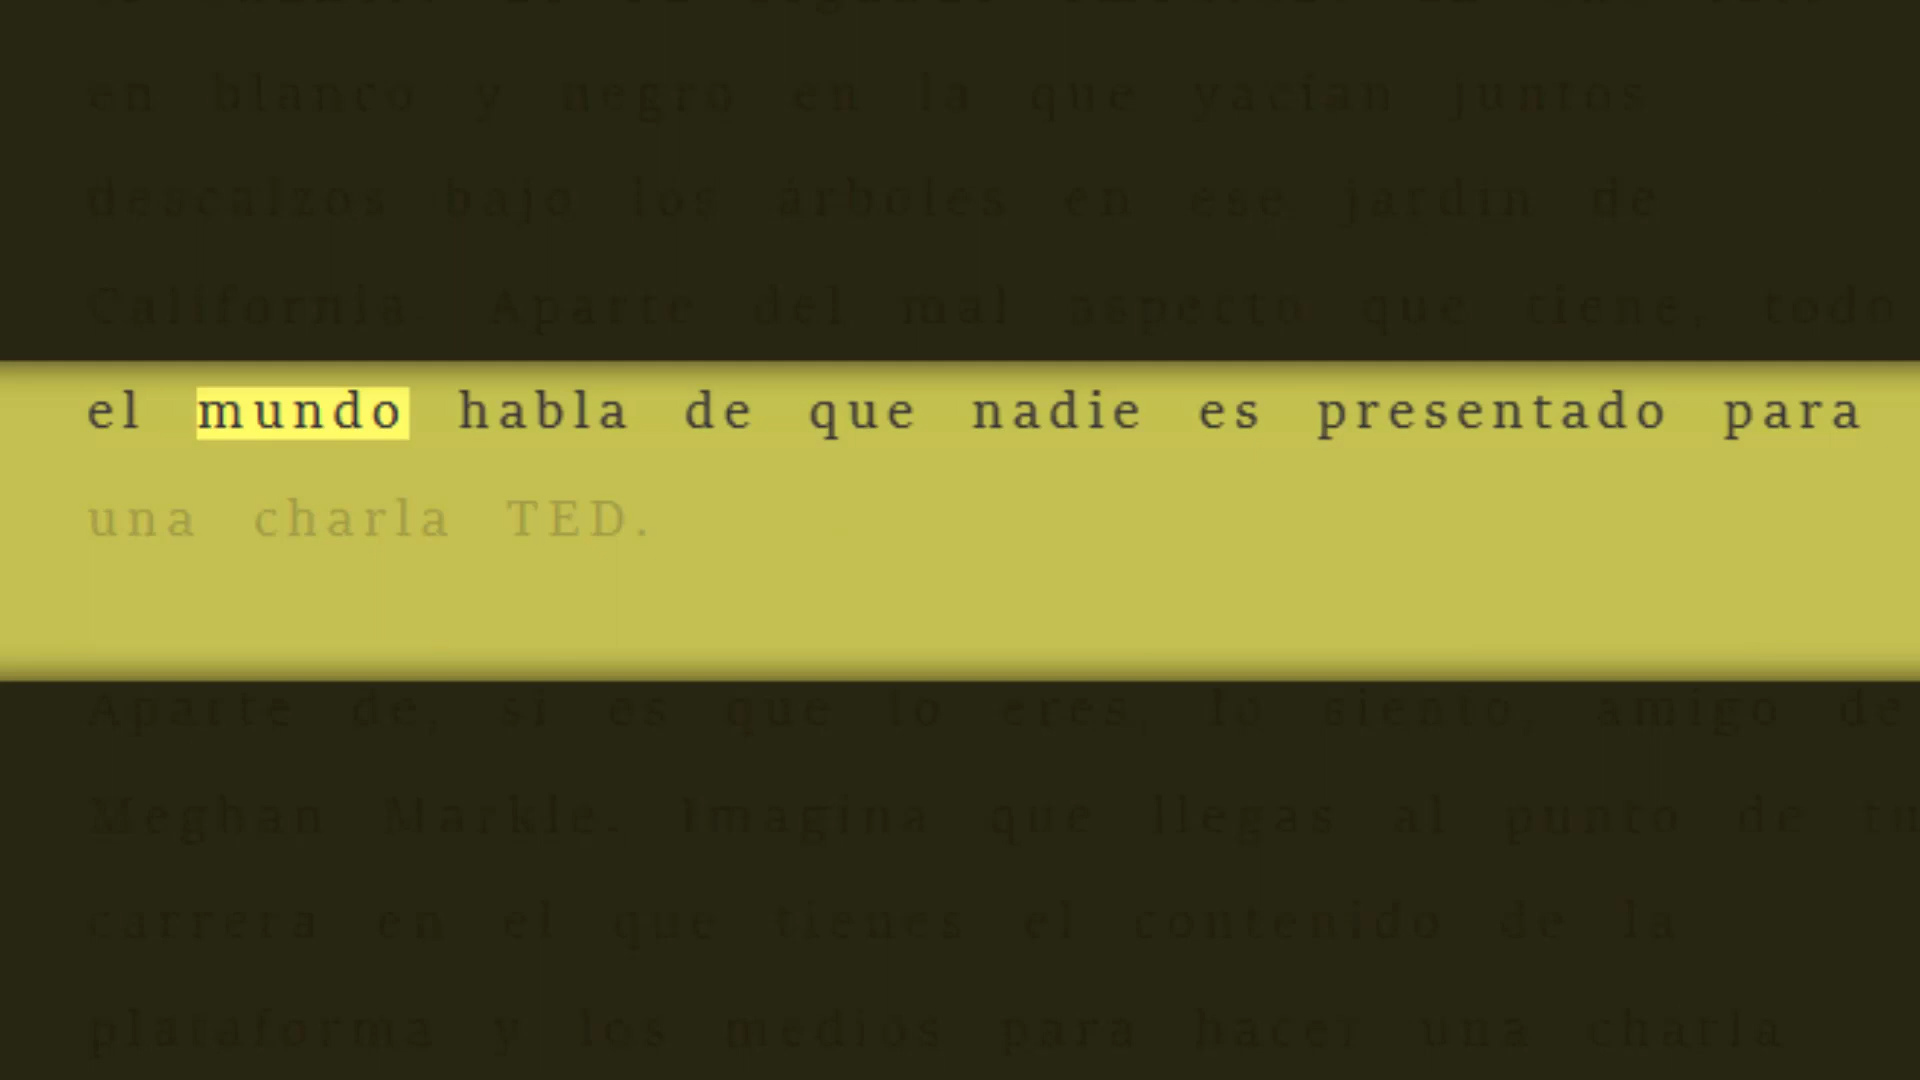 en blanco y negro en la que yacían juntos
descalzos bajo los árboles en ese jardín de
California. Aparte del mal aspecto que tiene, todo
el mundo habla de que nadie es presentado para
una charla TED.
Aparte de, si es que lo eres, lo siento, amigo de
Meghan Markle. Imagina que llegas al punto de tu
carrera en el que tienes el contenido de la
plataforma y los medios para hacer una charla